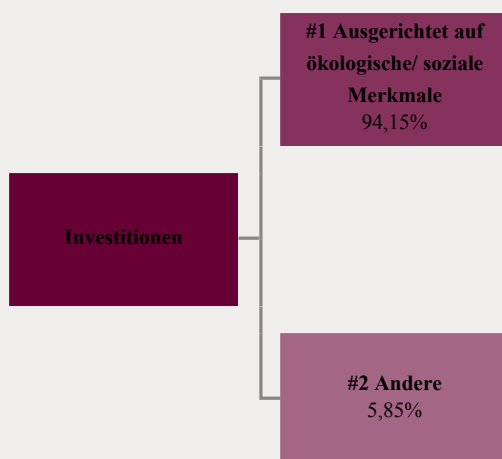 #1 Ausgerichtet auf
ökologische/ soziale
Merkmale
94,15%
Investitionen
#2 Andere
5,85%